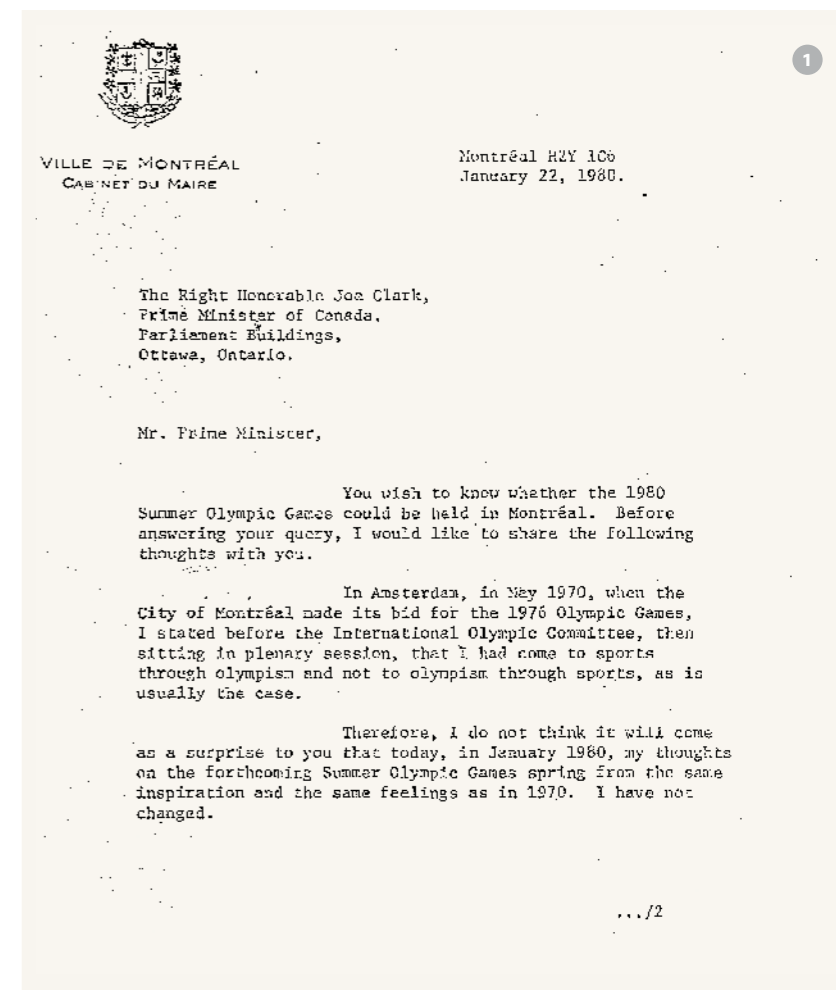 1
VILLE DE MONTRÉAL
CABINET DU MAIRE
Montréal H2Y 1C6
January 22, 1980.
The Right Honorable Joe Clark,
Prime Minister of Canada,
Parliament Buildings,
Ottawa, Ontario.
Mr. Prime Minister,
You wish to know whether the 1980
Summer Olympic Games could be held in Montréal. Before
answering your query, I would like to share the following
thoughts with you.
In Amsterdam, in May 1970, when the
City of Montréal made its bid for the 1976 Olympic Games,
I stated before the International Olympic Committee, then
sitting in plenary session, that I had come to sports
through olympism and not to olympism through sports, as is
usually the case.
Therefore, I do not think it will come
as a surprise to you that today, in January 1980, my thoughts
on the forthcoming Summer Olympic Games spring from the same
inspiration and the same feelings as in 1970. I have not
changed.
.../2